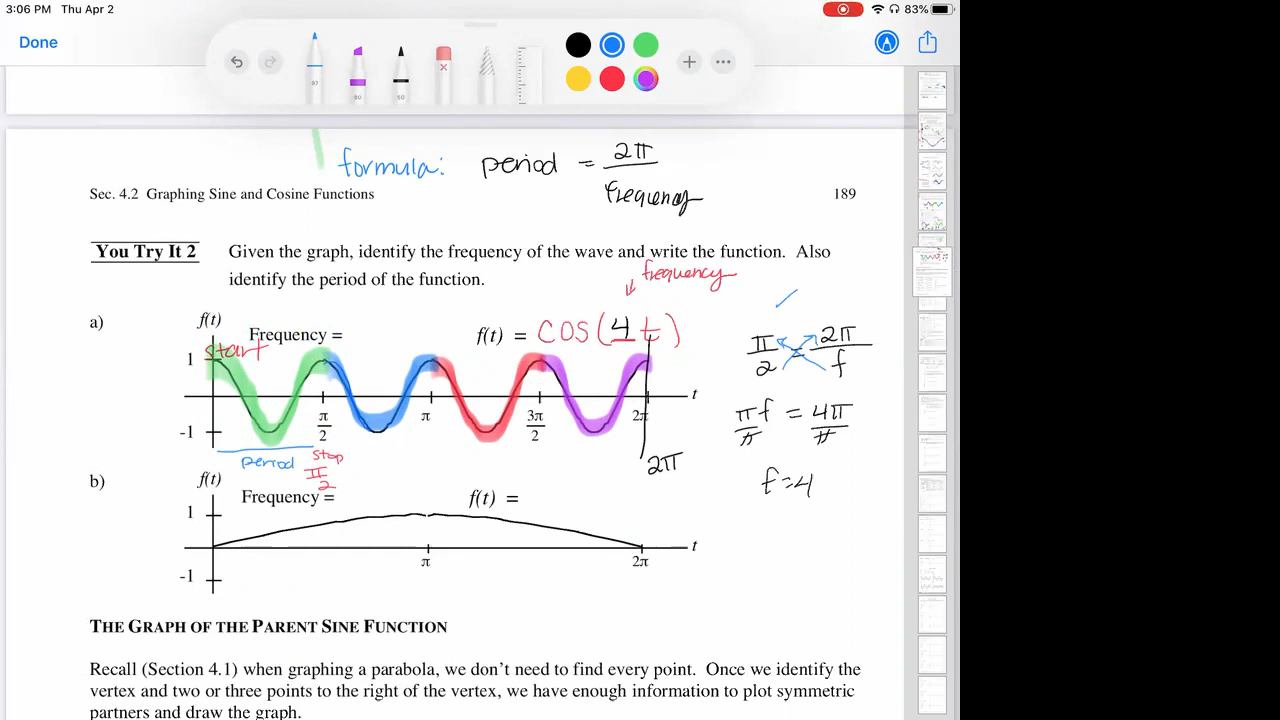 3:06 PM Thu Apr 2
83%
Done
97
80
50
formula: period = 2π / frequency
Sec. 4.2 Graphing Sine and Cosine Functions 189
You Try It 2 Given the graph, identify the frequency of the wave and write the function. Also
identify the period of the function.
frequency
a) f(t) Frequency = f(t) = cos(4t)
start
1
π/2 = 2π/f
t
π/2 π 3π/2 2π
-1
πf/π = 4π/π
period stop π/2
2π
f=4
b) f(t) Frequency = f(t) =
1
t
π 2π
-1
THE GRAPH OF THE PARENT SINE FUNCTION
Recall (Section 4.1) when graphing a parabola, we don't need to find every point. Once we identify the
vertex and two or three points to the right of the vertex, we have enough information to plot symmetric
partners and draw the graph.